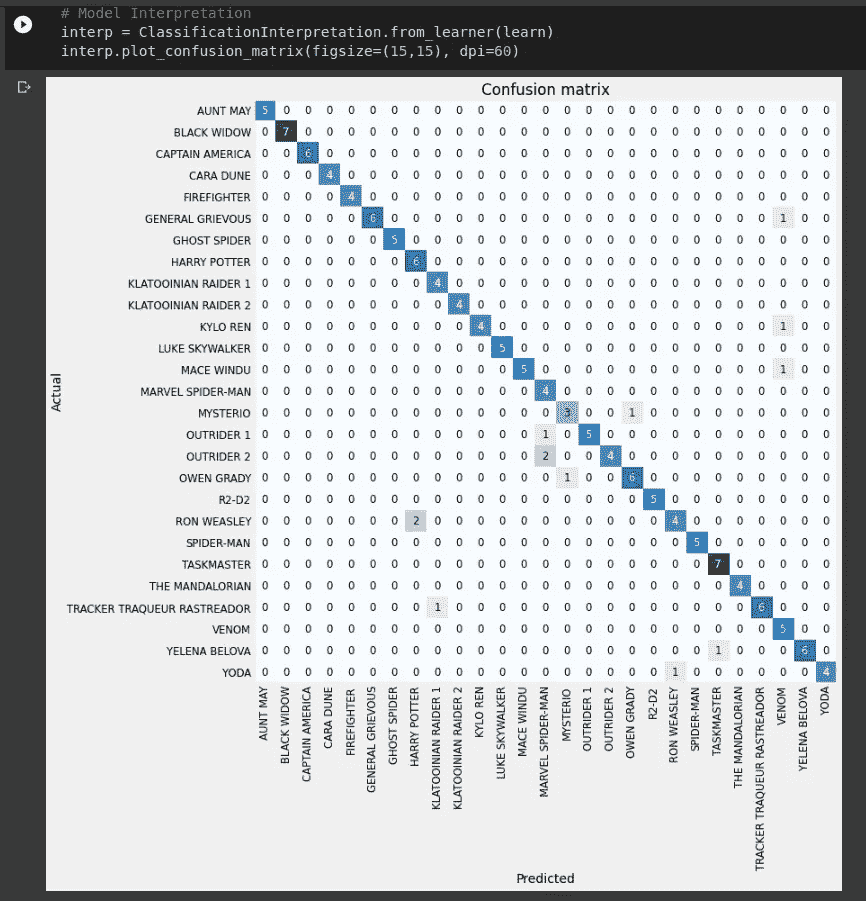 # Model Interpretation
interp = ClassificationInterpretation.from_learner(learn)
interp.plot_confusion_matrix(figsize=(15,15), dpi=60)
Confusion matrix
AUNT MAY 5 0 0 0 0 0 0 0 0 0 0 0 0 0 0 0 0 0 0 0 0 0 0 0 0 0 0
BLACK WIDOW 0 7 0 0 0 0 0 0 0 0 0 0 0 0 0 0 0 0 0 0 0 0 0 0 0 0 0
CAPTAIN AMERICA 0 0 6 0 0 0 0 0 0 0 0 0 0 0 0 0 0 0 0 0 0 0 0 0 0 0 0
CARA DUNE 0 0 0 4 0 0 0 0 0 0 0 0 0 0 0 0 0 0 0 0 0 0 0 0 0 0 0
FIREFIGHTER 0 0 0 0 4 0 0 0 0 0 0 0 0 0 0 0 0 0 0 0 0 0 0 0 0 0 0
GENERAL GRIEVOUS 0 0 0 0 0 6 0 0 0 0 0 0 0 0 0 0 0 0 0 0 0 0 0 0 1 0 0
GHOST SPIDER 0 0 0 0 0 0 5 0 0 0 0 0 0 0 0 0 0 0 0 0 0 0 0 0 0 0 0
HARRY POTTER 0 0 0 0 0 0 0 6 0 0 0 0 0 0 0 0 0 0 0 0 0 0 0 0 0 0 0
KLATOOINIAN RAIDER 1 0 0 0 0 0 0 0 0 4 0 0 0 0 0 0 0 0 0 0 0 0 0 0 0 0 0 0
KLATOOINIAN RAIDER 2 0 0 0 0 0 0 0 0 0 4 0 0 0 0 0 0 0 0 0 0 0 0 0 0 0 0 0
KYLO REN 0 0 0 0 0 0 0 0 0 0 4 0 0 0 0 0 0 0 0 0 0 0 0 0 1 0 0
LUKE SKYWALKER 0 0 0 0 0 0 0 0 0 0 0 5 0 0 0 0 0 0 0 0 0 0 0 0 0 0 0
MACE WINDU 0 0 0 0 0 0 0 0 0 0 0 0 5 0 0 0 0 0 0 0 0 0 0 0 1 0 0
MARVEL SPIDER-MAN 0 0 0 0 0 0 0 0 0 0 0 0 0 4 0 0 0 0 0 0 0 0 0 0 0 0 0
MYSTERIO 0 0 0 0 0 0 0 0 0 0 0 0 0 0 3 0 0 1 0 0 0 0 0 0 0 0 0
OUTRIDER 1 0 0 0 0 0 0 0 0 0 0 0 0 0 1 0 5 0 0 0 0 0 0 0 0 0 0 0
OUTRIDER 2 0 0 0 0 0 0 0 0 0 0 0 0 0 2 0 0 4 0 0 0 0 0 0 0 0 0 0
OWEN GRADY 0 0 0 0 0 0 0 0 0 0 0 0 0 0 1 0 0 6 0 0 0 0 0 0 0 0 0
R2-D2 0 0 0 0 0 0 0 0 0 0 0 0 0 0 0 0 0 0 5 0 0 0 0 0 0 0 0
RON WEASLEY 0 0 0 0 0 0 0 2 0 0 0 0 0 0 0 0 0 0 0 4 0 0 0 0 0 0 0
SPIDER-MAN 0 0 0 0 0 0 0 0 0 0 0 0 0 0 0 0 0 0 0 0 5 0 0 0 0 0 0
TASKMASTER 0 0 0 0 0 0 0 0 0 0 0 0 0 0 0 0 0 0 0 0 0 7 0 0 0 0 0
THE MANDALORIAN 0 0 0 0 0 0 0 0 0 0 0 0 0 0 0 0 0 0 0 0 0 0 4 0 0 0 0
TRACKER TRAQUEUR RASTREADOR 0 0 0 0 0 0 0 0 1 0 0 0 0 0 0 0 0 0 0 0 0 0 0 6 0 0 0
VENOM 0 0 0 0 0 0 0 0 0 0 0 0 0 0 0 0 0 0 0 0 0 0 0 0 5 0 0
YELENA BELOVA 0 0 0 0 0 0 0 0 0 0 0 0 0 0 0 0 0 0 0 0 0 1 0 0 0 6 0
YODA 0 0 0 0 0 0 0 0 0 0 0 0 0 0 0 0 0 0 0 1 0 0 0 0 0 0 4
Actual
AUNT MAY
BLACK WIDOW
CAPTAIN AMERICA
CARA DUNE
FIREFIGHTER
GENERAL GRIEVOUS
GHOST SPIDER
HARRY POTTER
KLATOOINIAN RAIDER 1
KLATOOINIAN RAIDER 2
KYLO REN
LUKE SKYWALKER
MACE WINDU
MARVEL SPIDER-MAN
MYSTERIO
OUTRIDER 1
OUTRIDER 2
OWEN GRADY
R2-D2
RON WEASLEY
SPIDER-MAN
TASKMASTER
THE MANDALORIAN
TRACKER TRAQUEUR RASTREADOR
VENOM
YELENA BELOVA
YODA
Predicted